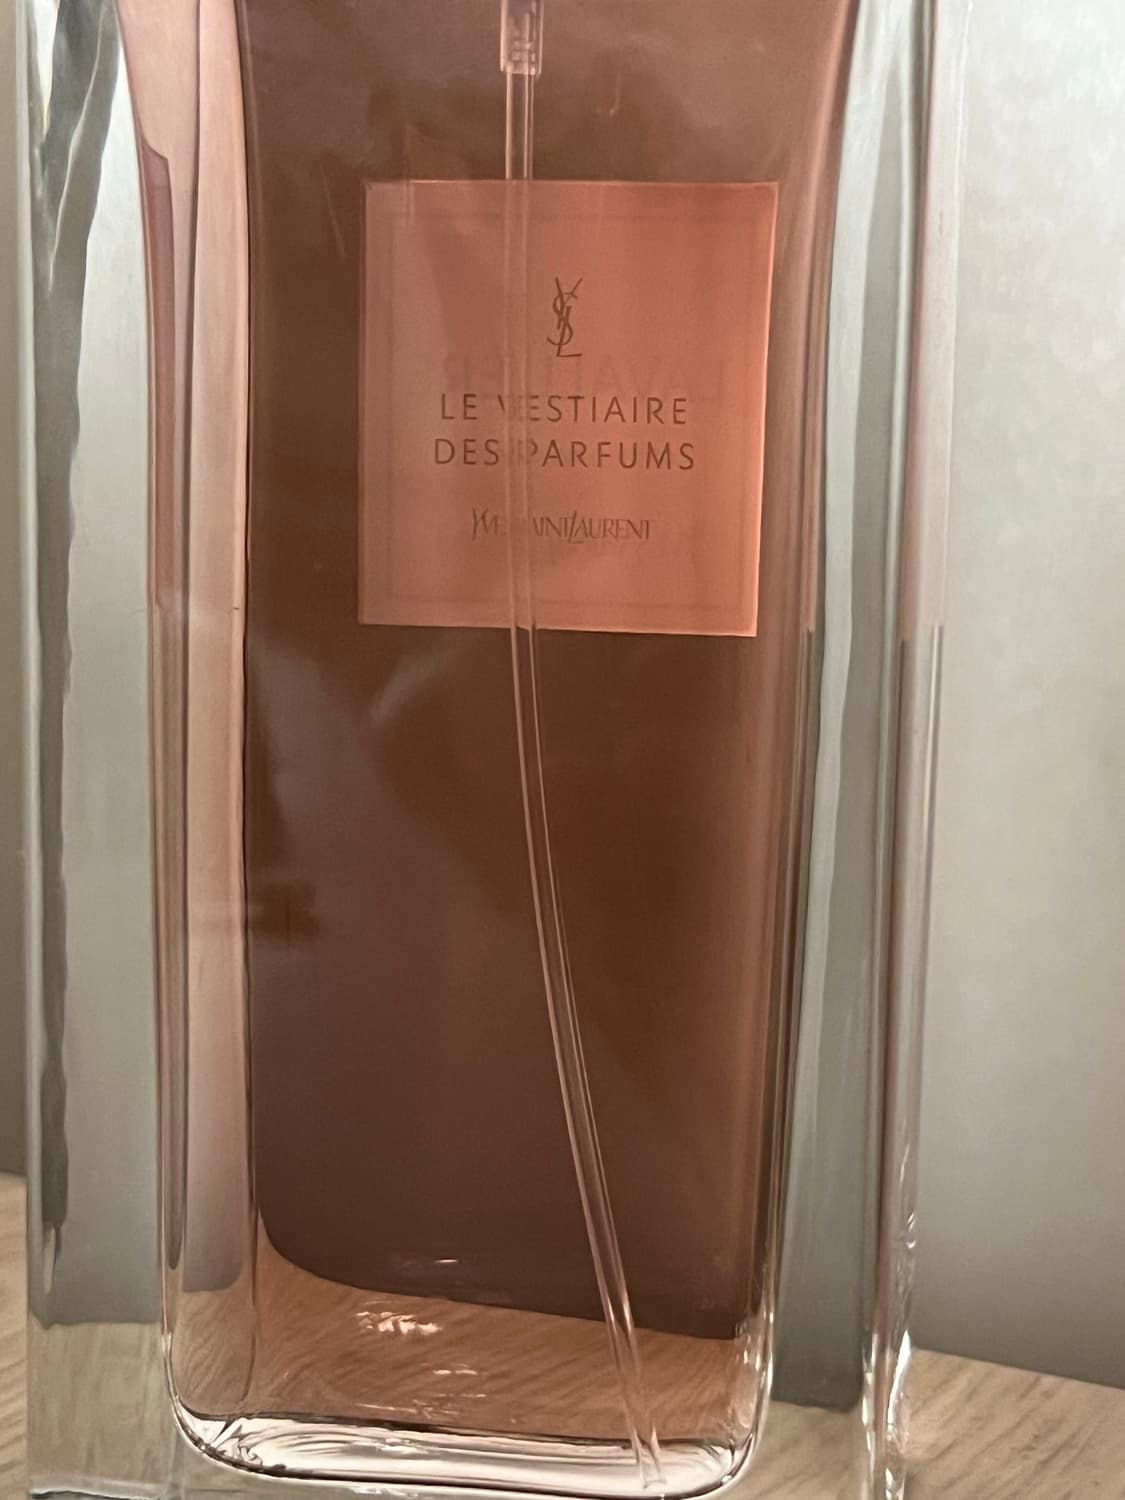 YSL
LE VESTIAIRE
DES PARFUMS
YVESSAINTLAURENT